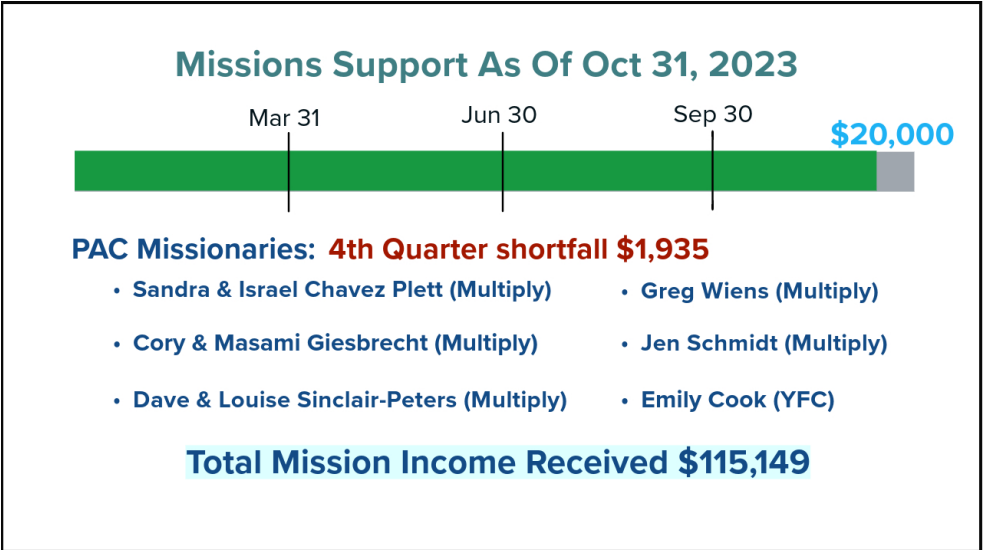 Missions Support As Of Oct 31, 2023
Mar 31
Jun 30
Sep 30
$20,000
PAC Missionaries: 4th Quarter shortfall $1,935
• Sandra & Israel Chavez Plett (Multiply)
• Greg Wiens (Multiply)
• Cory & Masami Giesbrecht (Multiply)
• Jen Schmidt (Multiply)
• Dave & Louise Sinclair-Peters (Multiply)
• Emily Cook (YFC)
Total Mission Income Received $115,149